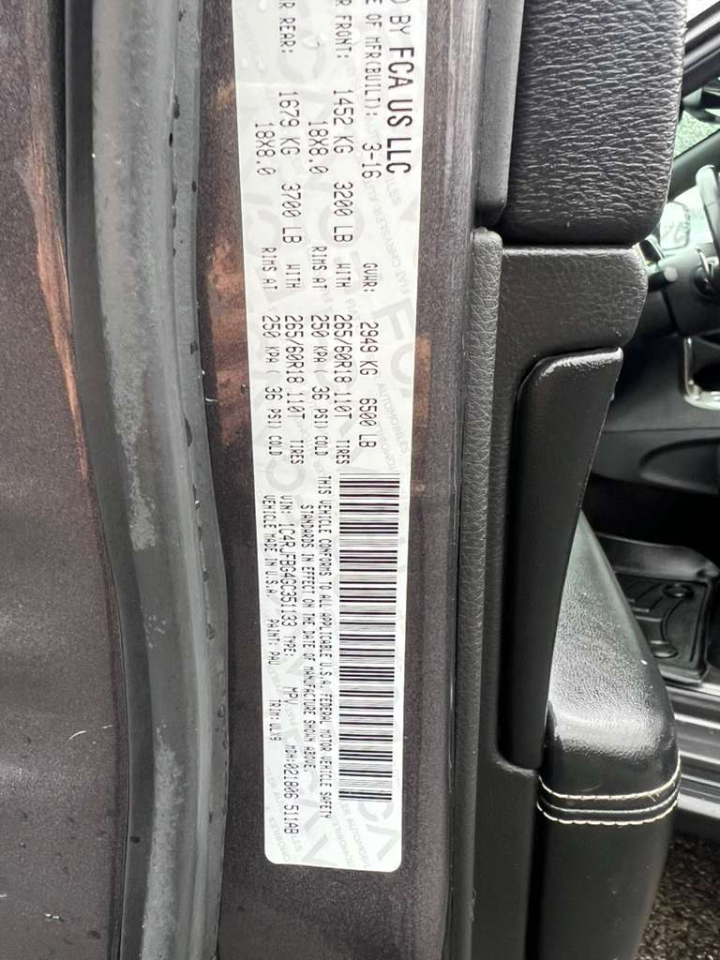 D BY FCA US LLC
E OF MFR(BUILT): 3-16 GVWR: 2949 KG 6500 LB
R FRONT: 1452 KG 3200 LB WITH 265/60R18 110T TIRES
18X8.0 RIMS AT 250 KPA( 36 PSI) COLD
R REAR: 1679 KG 3700 LB WITH 265/60R18 110T TIRES
18X8.0 RIMS AT 250 KPA( 36 PSI) COLD
THIS VEHICLE CONFORMS TO ALL APPLICABLE U.S.A. FEDERAL MOTOR VEHICLE SAFETY
STANDARDS IN EFFECT ON THE DATE OF MANUFACTURE SHOWN ABOVE.
VIN: 1C4RJFBG4GC351133 TYPE: MPV MDH:021806 511AB
VEHICLE MADE IN U.S.A. PAINT: PAU TRIM: ULX9